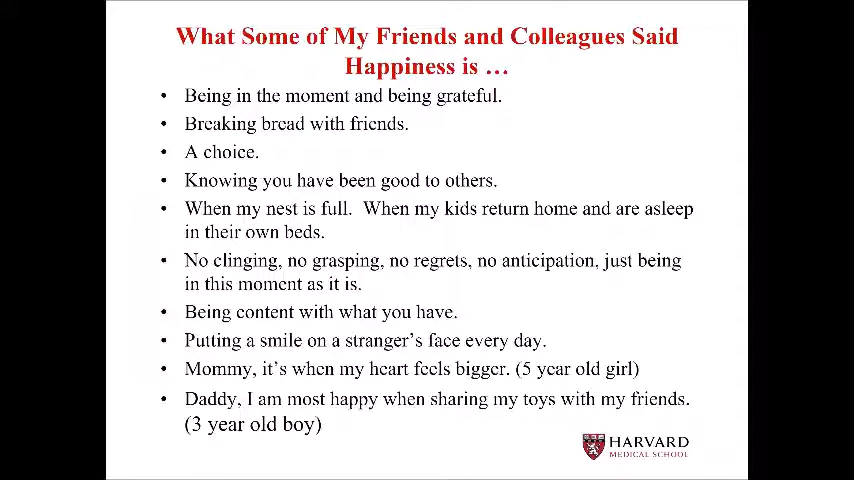 What Some of My Friends and Colleagues Said
Happiness is …
• Being in the moment and being grateful.
• Breaking bread with friends.
• A choice.
• Knowing you have been good to others.
• When my nest is full.  When my kids return home and are asleep
in their own beds.
• No clinging, no grasping, no regrets, no anticipation, just being
in this moment as it is.
• Being content with what you have.
• Putting a smile on a stranger’s face every day.
• Mommy, it’s when my heart feels bigger. (5 year old girl)
• Daddy, I am most happy when sharing my toys with my friends.
(3 year old boy)
HARVARD
MEDICAL SCHOOL